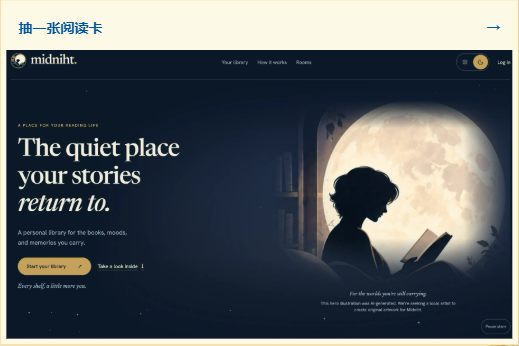 抽一张阅读卡
→
midniht.
Your library How it works Rooms
Log in
A PLACE FOR YOUR READING LIFE
The quiet place
your stories
return to.
A personal library for the books, moods,
and memories you carry.
Start your library ↗ Take a look inside ↓
Every shelf, a little more you.
For the worlds you're still carrying.
This hero illustration was AI-generated. We're seeking a local artist to
create original artwork for Midniht.